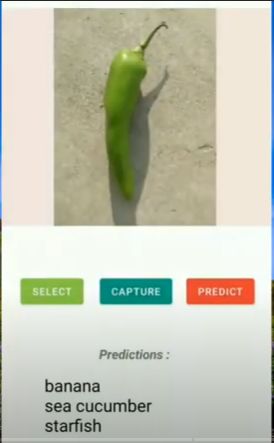 SELECT CAPTURE PREDICT
Predictions :
banana
sea cucumber
starfish